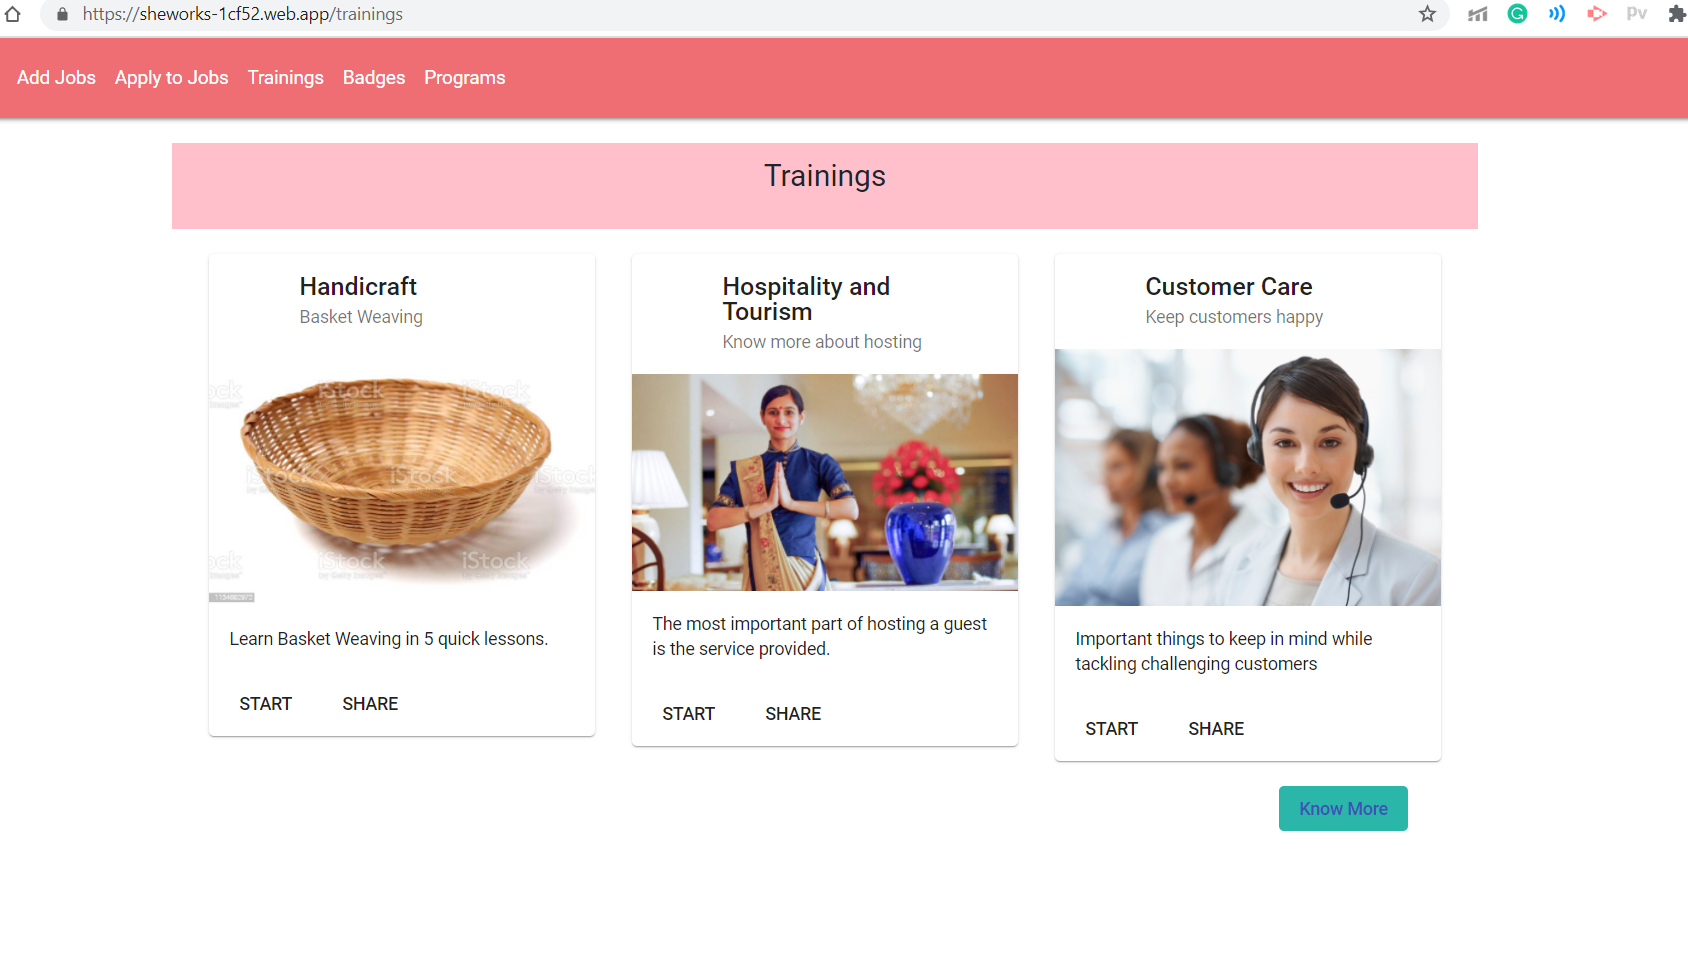 https://sheworks-1cf52.web.app/trainings
Add Jobs Apply to Jobs Trainings Badges Programs
Trainings
Handicraft
Basket Weaving
iStock
iStock
iStock
iStock
iStock
iStock
iStock
Learn Basket Weaving in 5 quick lessons.
START SHARE
Hospitality and
Tourism
Know more about hosting
The most important part of hosting a guest
is the service provided.
START SHARE
Customer Care
Keep customers happy
Important things to keep in mind while
tackling challenging customers
START SHARE
Know More